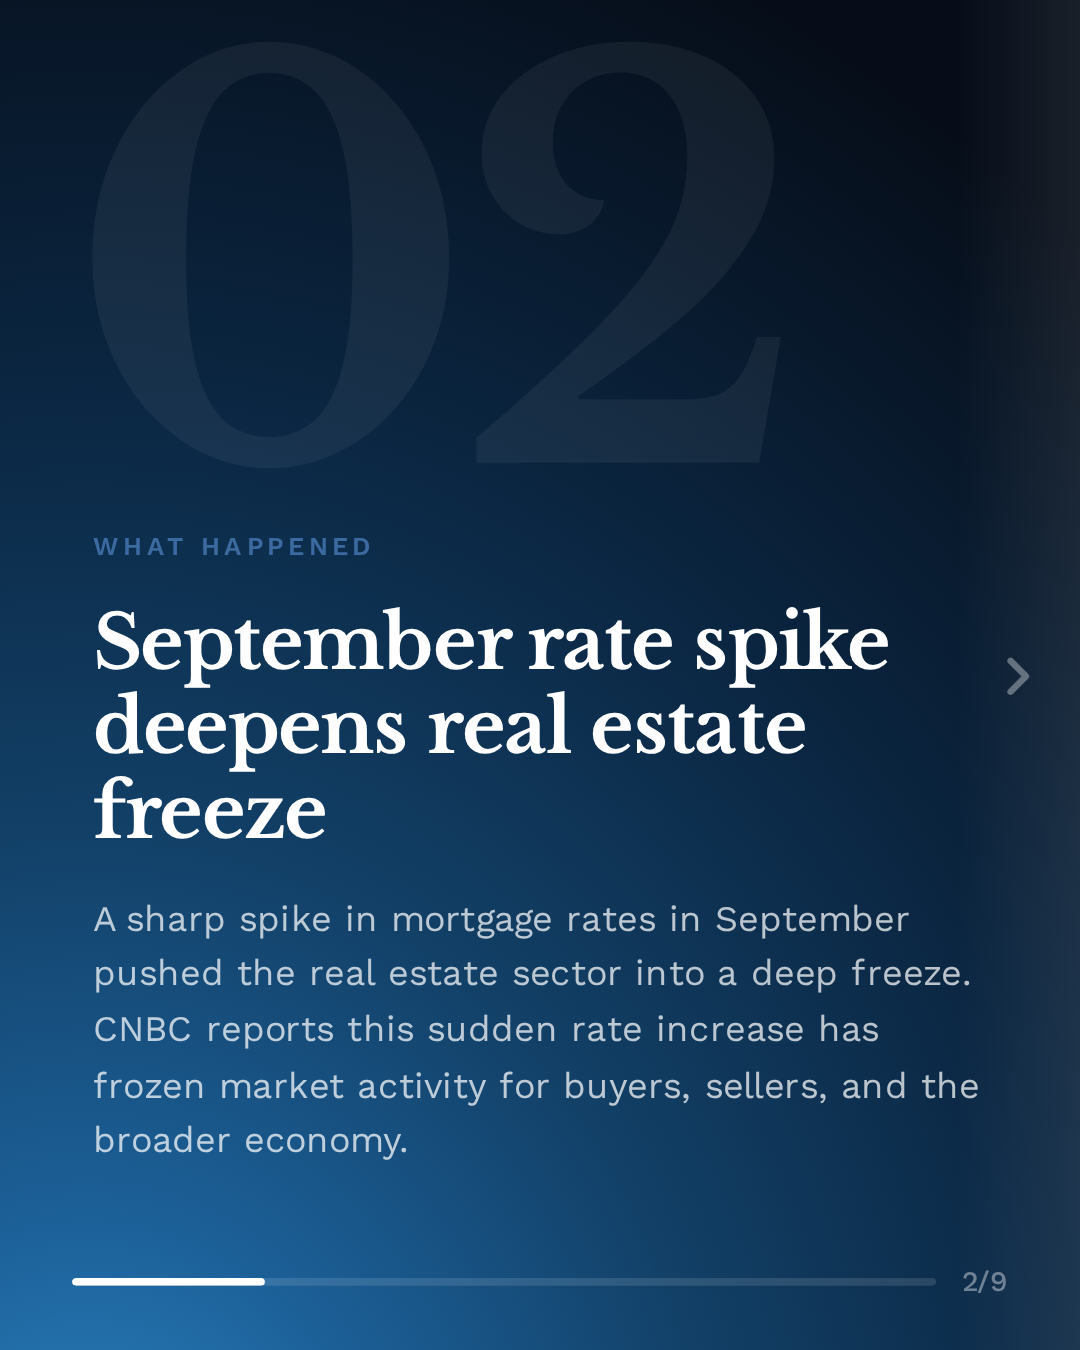 02
WHAT HAPPENED
September rate spike
deepens real estate
freeze
A sharp spike in mortgage rates in September
pushed the real estate sector into a deep freeze.
CNBC reports this sudden rate increase has
frozen market activity for buyers, sellers, and the
broader economy.
2/9